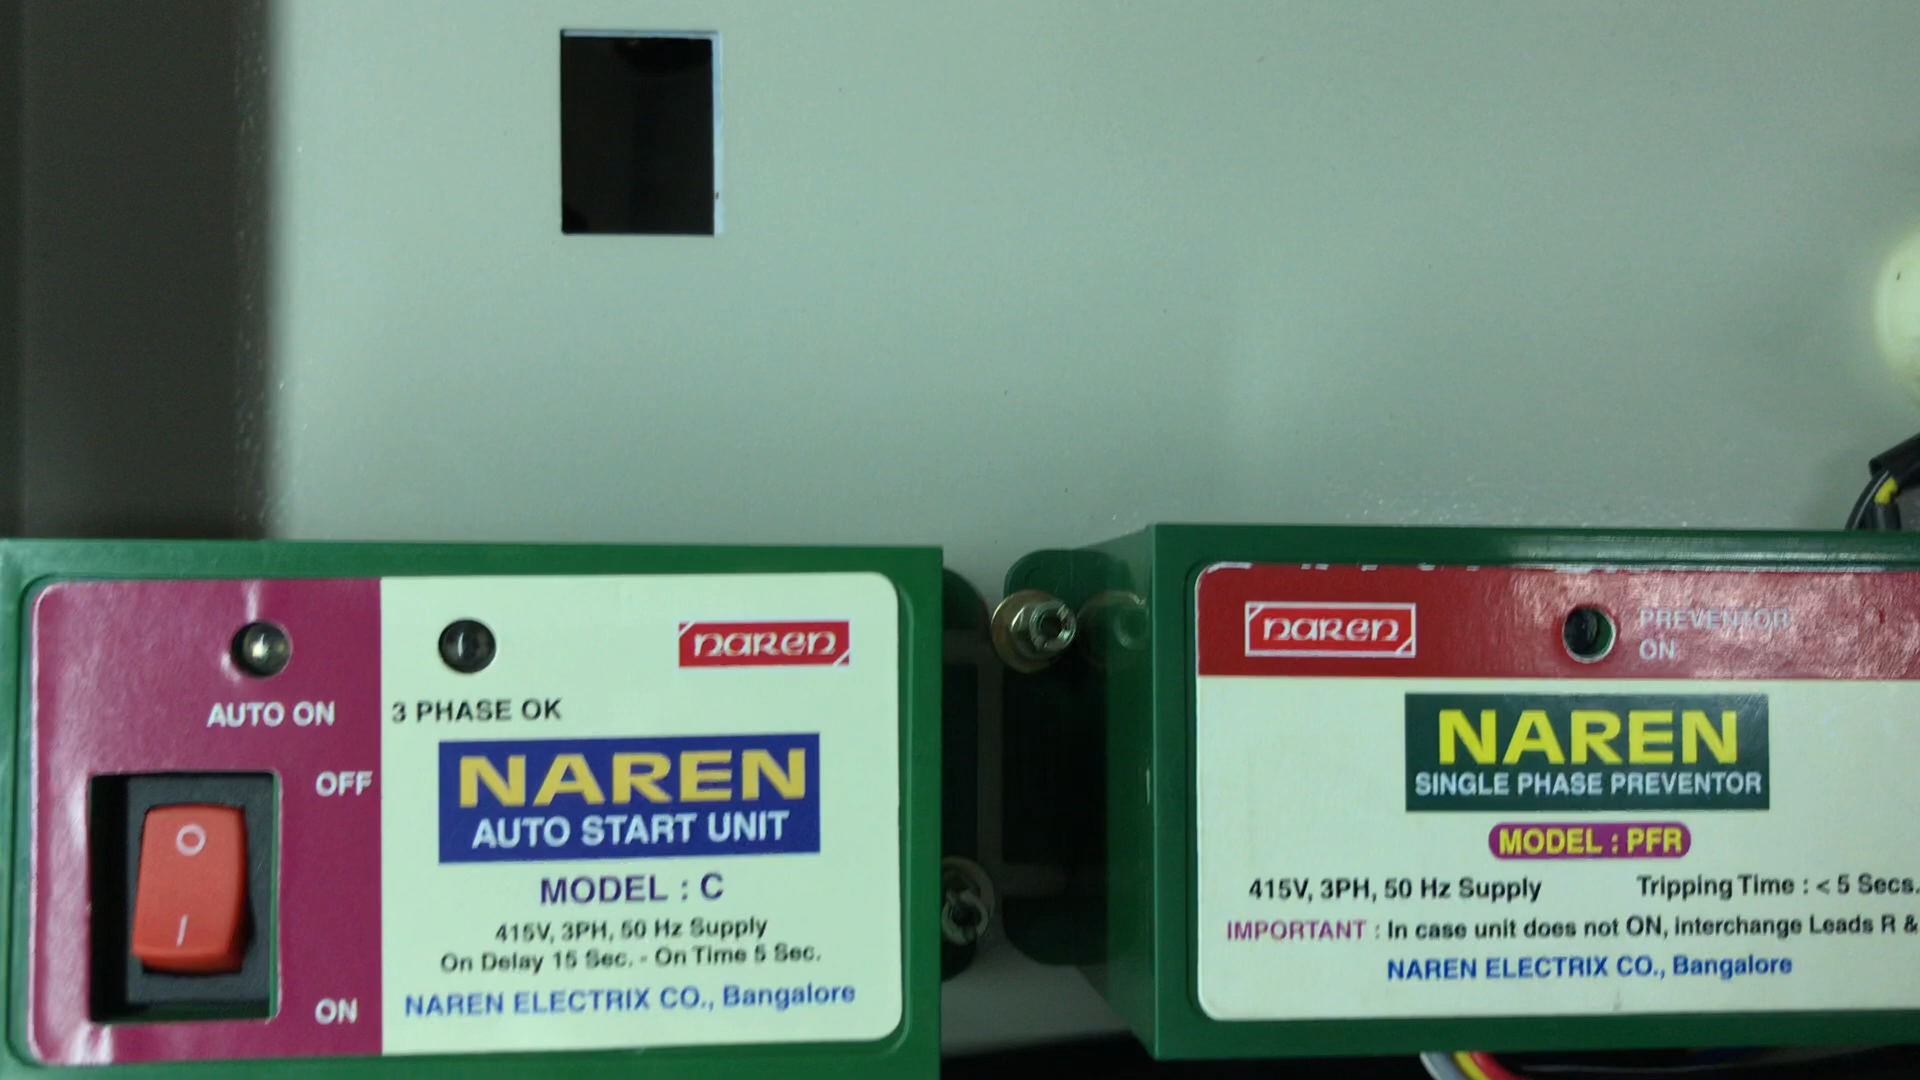 naren
AUTO ON
3 PHASE OK
OFF
O
I
ON
NAREN
AUTO START UNIT
MODEL : C
415V, 3PH, 50 Hz Supply
On Delay 15 Sec. - On Time 5 Sec.
NAREN ELECTRIX CO., Bangalore
naren
PREVENTOR
ON
NAREN
SINGLE PHASE PREVENTOR
MODEL : PFR
415V, 3PH, 50 Hz Supply Tripping Time : < 5 Secs.
IMPORTANT : In case unit does not ON, interchange Leads R &
NAREN ELECTRIX CO., Bangalore